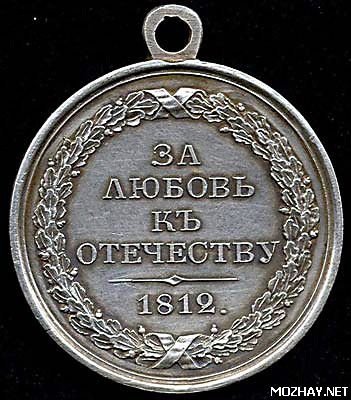 ЗА
ЛЮБОВЬ
КЪ
ОТЕЧЕСТВУ
1812.
MOZHAY.NET